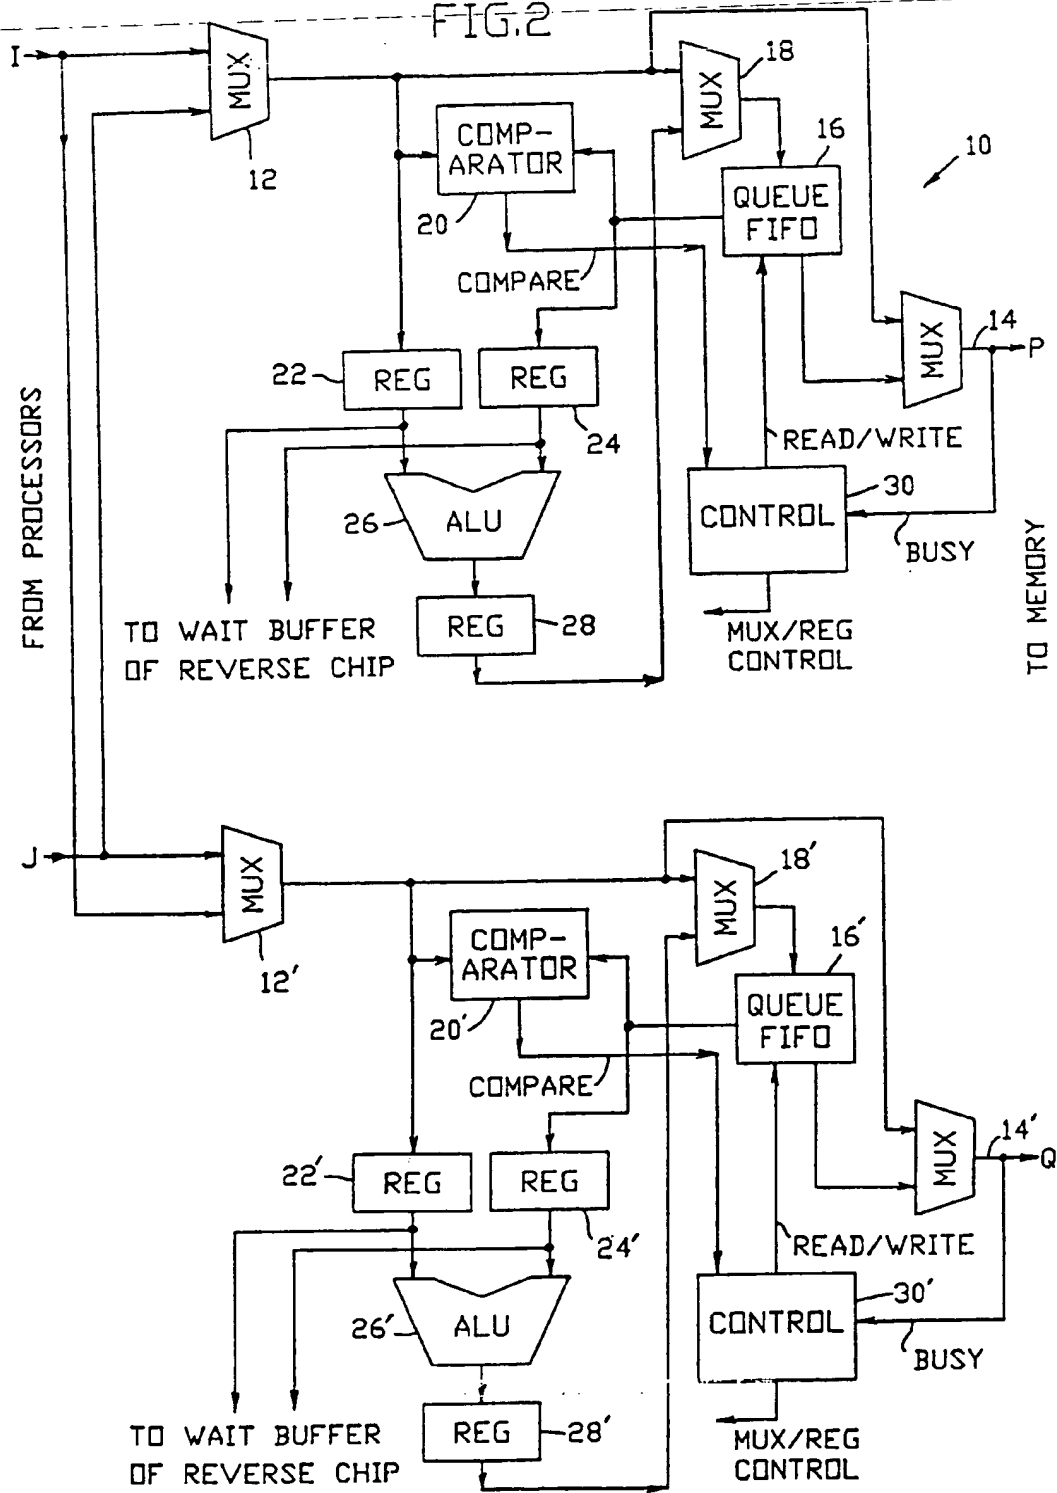 FIG.2
I
MUX
12
COMP-
ARATOR
20
COMPARE
MUX
18
16
QUEUE
FIFO
10
MUX
14
P
22
REG
REG
24
READ/WRITE
FROM PROCESSORS
26
ALU
CONTROL
30
BUSY
TO MEMORY
REG
28
TO WAIT BUFFER
OF REVERSE CHIP
MUX/REG
CONTROL
J
MUX
12'
COMP-
ARATOR
20'
COMPARE
MUX
18'
16'
QUEUE
FIFO
MUX
14'
Q
22'
REG
REG
24'
READ/WRITE
26'
ALU
CONTROL
30'
BUSY
REG
28'
TO WAIT BUFFER
OF REVERSE CHIP
MUX/REG
CONTROL